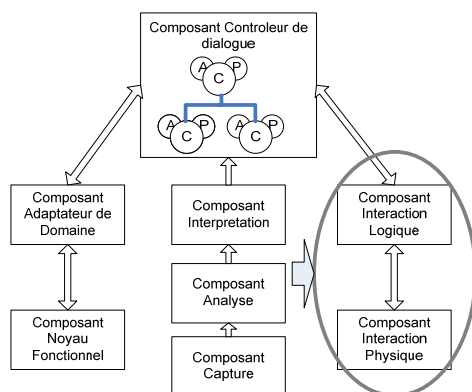 Composant Controleur de
dialogue
A P
C
A P
C
A P
C
Composant
Adaptateur de
Domaine
Composant
Interpretation
Composant
Interaction
Logique
Composant
Analyse
Composant
Noyau
Fonctionnel
Composant
Interaction
Physique
Composant
Capture